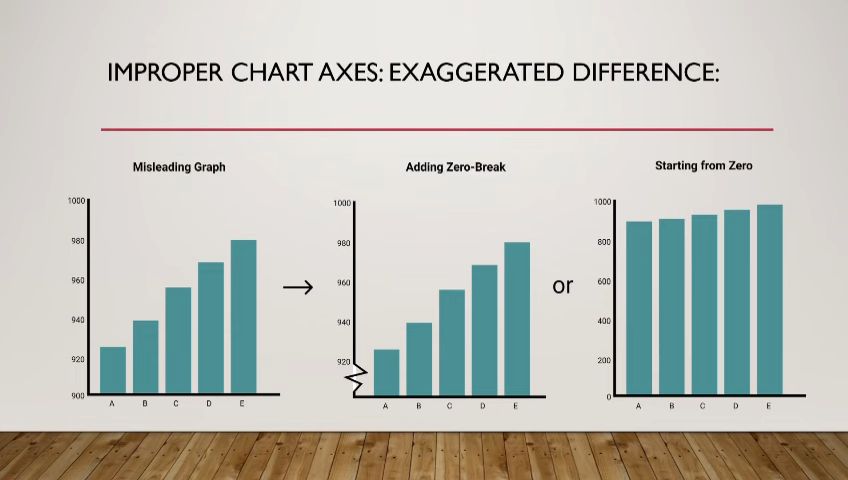 IMPROPER CHART AXES: EXAGGERATED DIFFERENCE:
Misleading Graph
1000
980
960
940
920
900
A B C D E
→
Adding Zero-Break
1000
980
960
940
920
A B C D E
or
Starting from Zero
1000
800
600
400
200
0
A B C D E